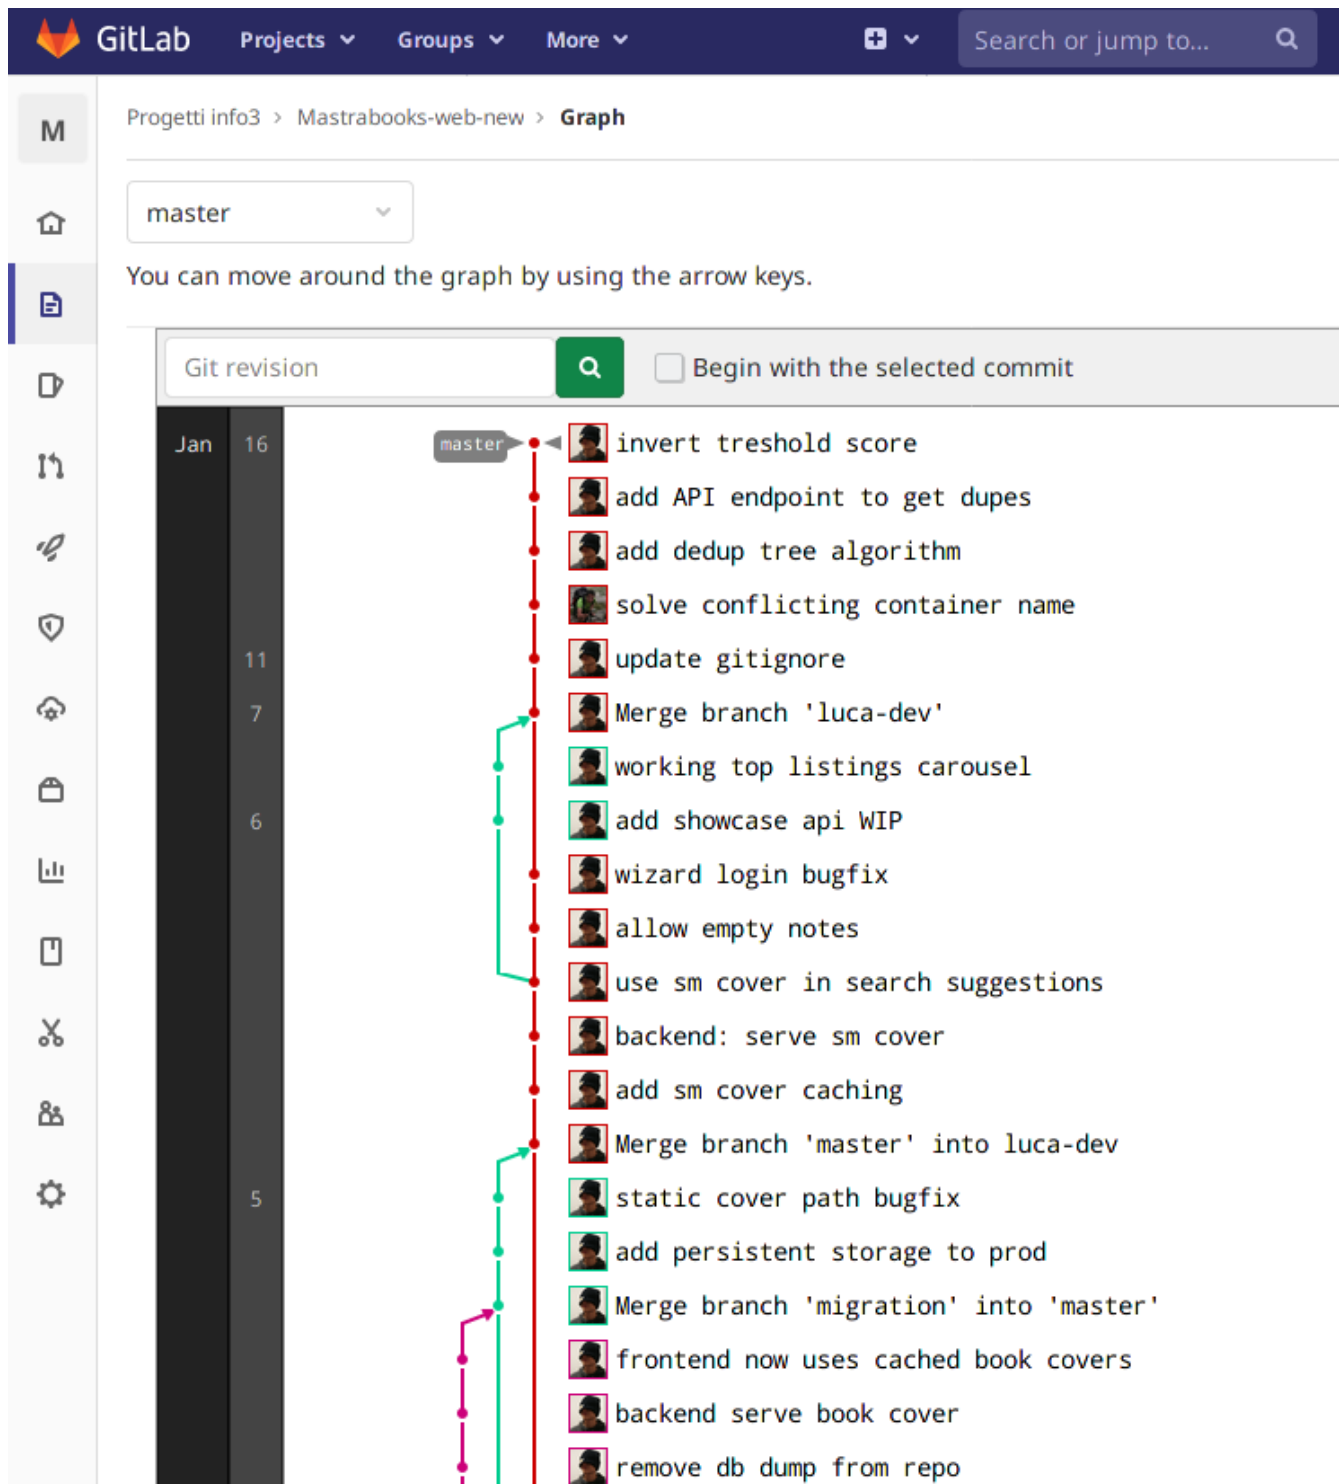 GitLab Projects Groups More Search or jump to...
M Progetti info3 > Mastrabooks-web-new > Graph
master
You can move around the graph by using the arrow keys.
Git revision Begin with the selected commit
Jan 16 master invert treshold score
add API endpoint to get dupes
add dedup tree algorithm
solve conflicting container name
11 update gitignore
7 Merge branch 'luca-dev'
working top listings carousel
6 add showcase api WIP
wizard login bugfix
allow empty notes
use sm cover in search suggestions
backend: serve sm cover
add sm cover caching
Merge branch 'master' into luca-dev
5 static cover path bugfix
add persistent storage to prod
Merge branch 'migration' into 'master'
frontend now uses cached book covers
backend serve book cover
remove db dump from repo